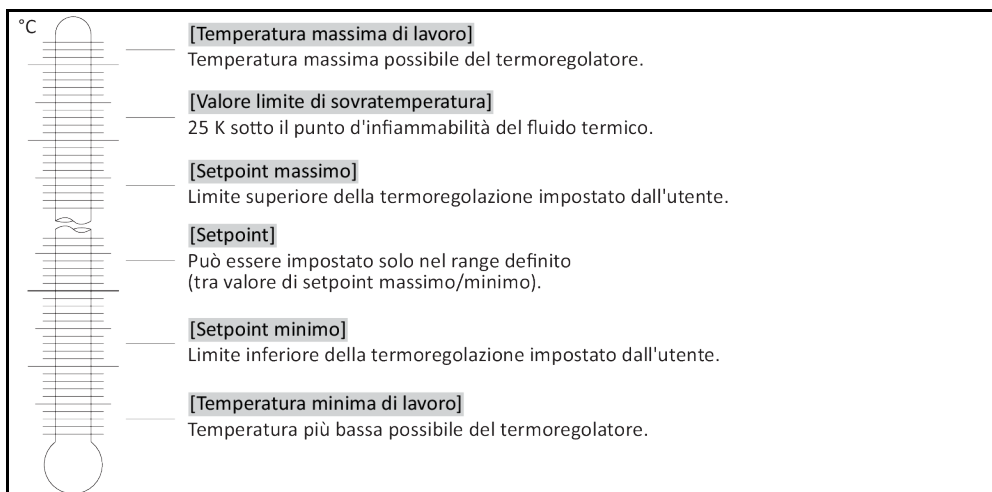 °C
[Temperatura massima di lavoro]
Temperatura massima possibile del termoregolatore.
[Valore limite di sovratemperatura]
25 K sotto il punto d'infiammabilità del fluido termico.
[Setpoint massimo]
Limite superiore della termoregolazione impostato dall'utente.
[Setpoint]
Può essere impostato solo nel range definito
(tra valore di setpoint massimo/minimo).
[Setpoint minimo]
Limite inferiore della termoregolazione impostato dall'utente.
[Temperatura minima di lavoro]
Temperatura più bassa possibile del termoregolatore.